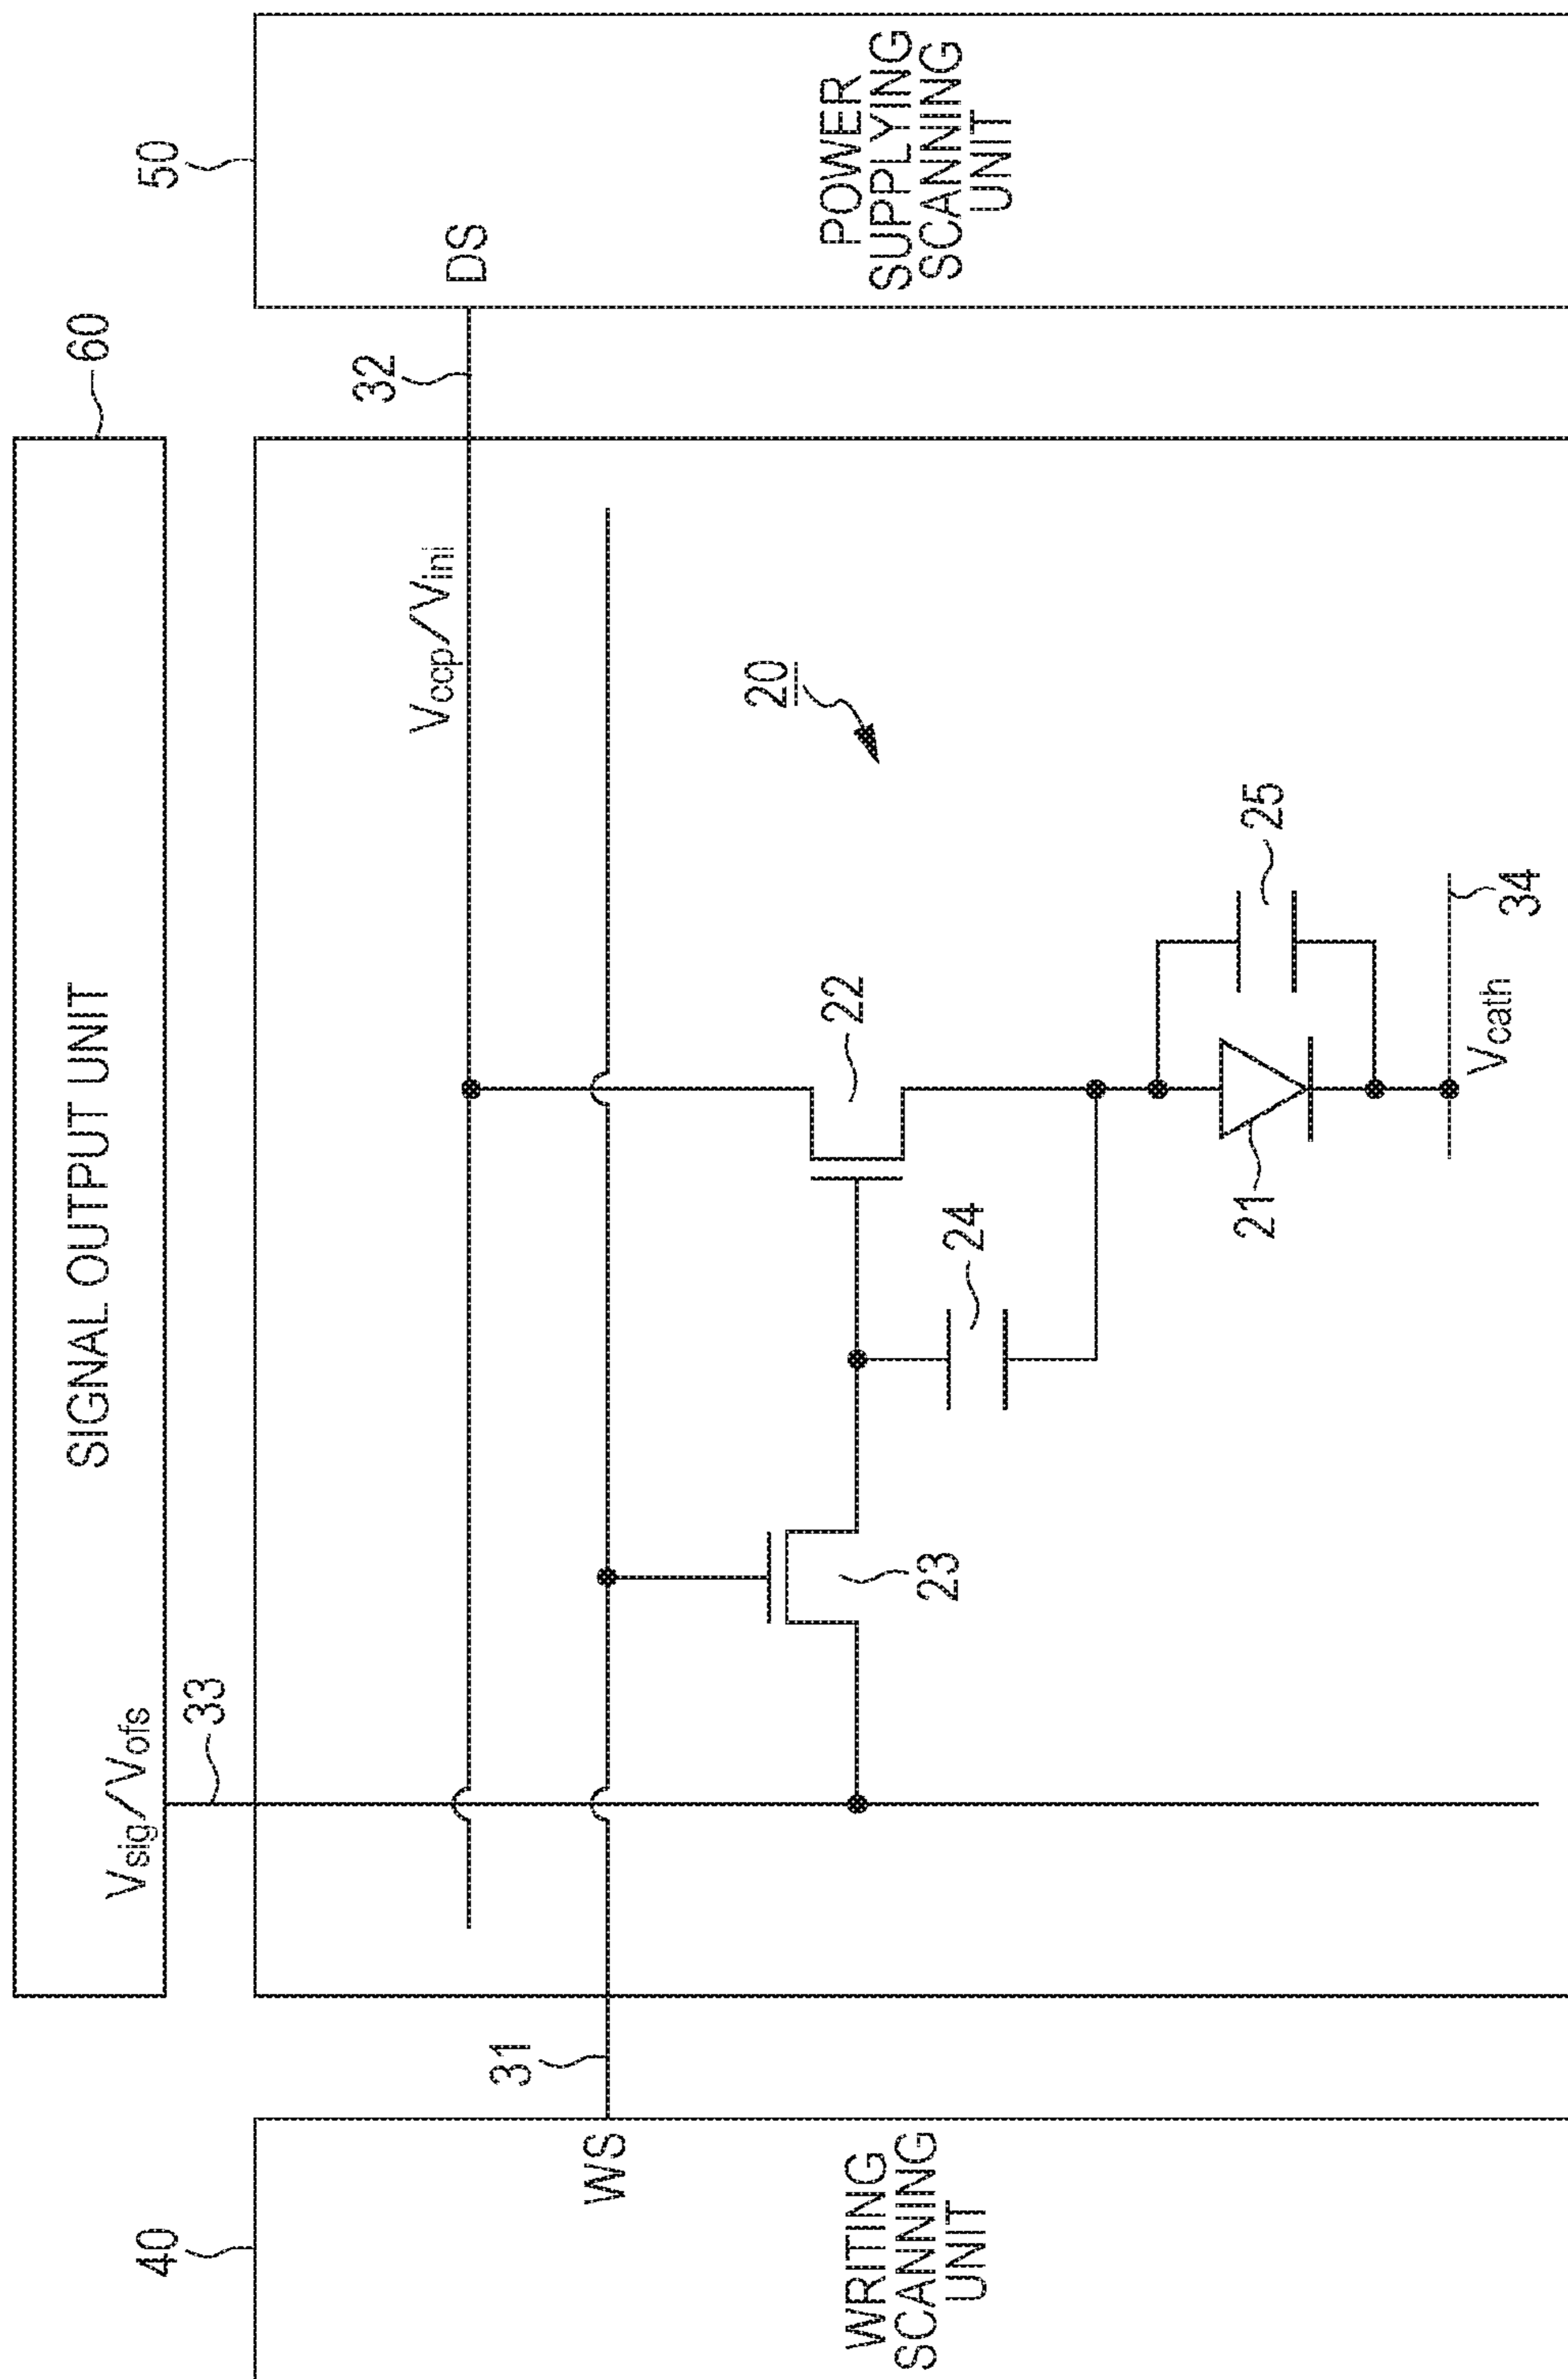 60
SIGNAL OUTPUT UNIT
Vsig/Vofs
40
33
50
31
32
WS
DS
Vccp/Vini
WRITING
SCANNING
UNIT
POWER
SUPPLYING
SCANNING
UNIT
20
22
23
24
25
21
34
Vcath